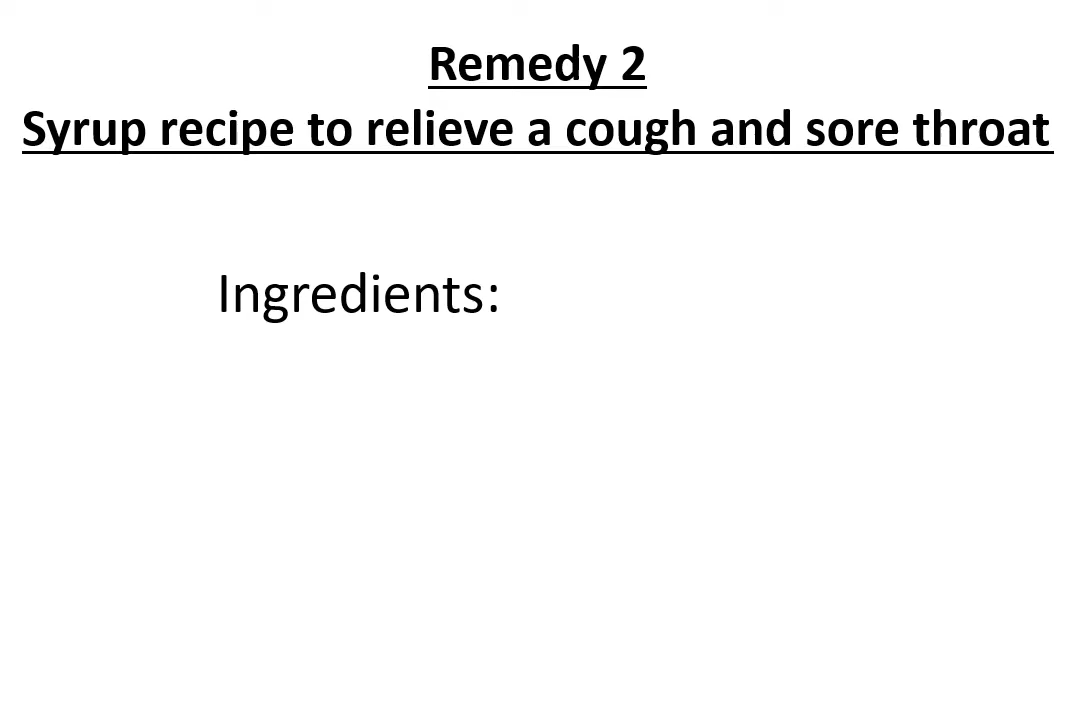 Remedy 2
Syrup recipe to relieve a cough and sore throat
Ingredients: